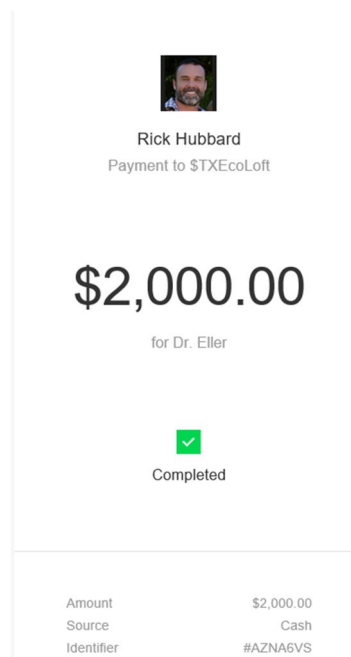 Rick Hubbard
Payment to $TXEcoLoft
$2,000.00
for Dr. Eller
Completed
Amount $2,000.00
Source Cash
Identifier #AZNA6VS